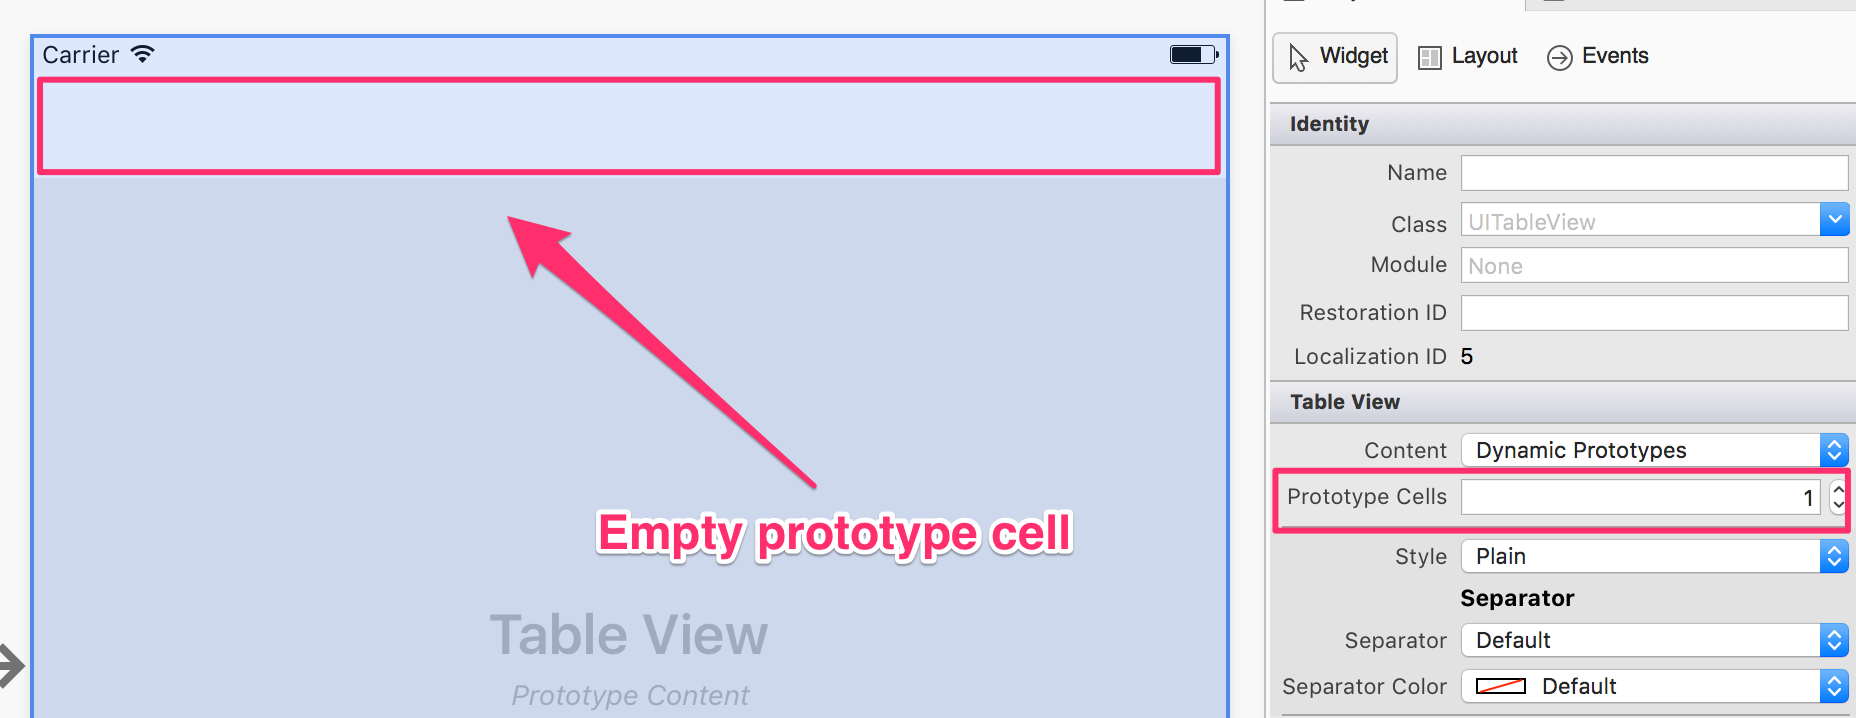 Carrier
Empty prototype cell
Table View
Prototype Content
Widget Layout Events
Identity
Name
Class UITableView
Module None
Restoration ID
Localization ID 5
Table View
Content Dynamic Prototypes
Prototype Cells 1
Style Plain
Separator
Separator Default
Separator Color Default